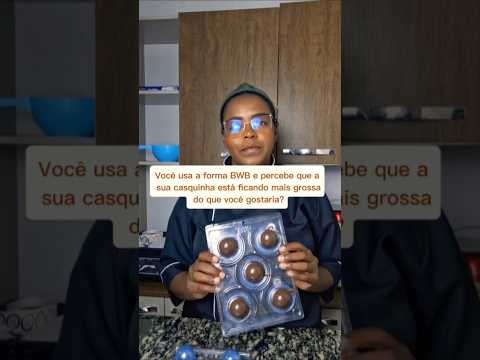 Você usa a forma BWB e percebe que a
sua casquinha está ficando mais grossa
do que você gostaria?